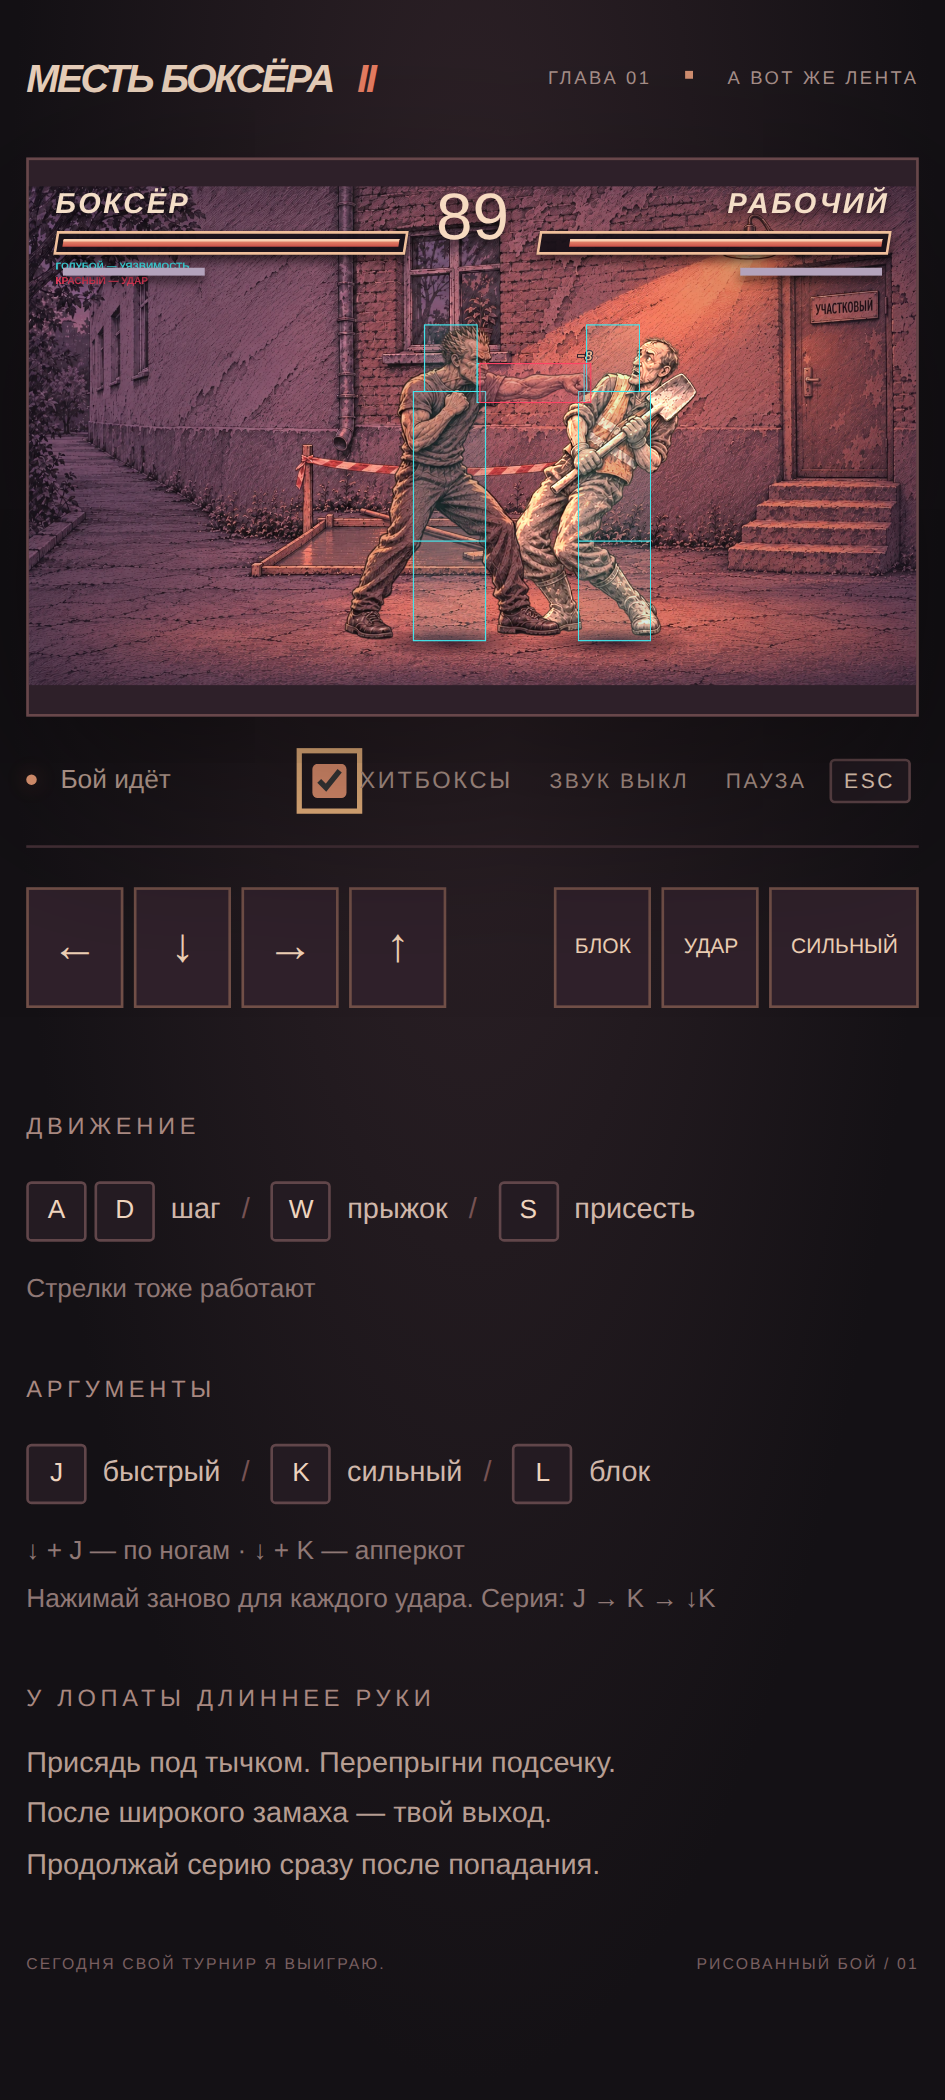 МЕСТЬ БОКСЁРА II
ГЛАВА 01 ▪ А ВОТ ЖЕ ЛЕНТА
БОКСЁР 89 РАБОЧИЙ
ГОЛУБОЙ — УЯЗВИМОСТЬ
КРАСНЫЙ — УДАР
УЧАСТКОВЫЙ
−8
Бой идёт ХИТБОКСЫ ЗВУК ВЫКЛ ПАУЗА ESC
← ↓ → ↑ БЛОК УДАР СИЛЬНЫЙ
ДВИЖЕНИЕ
A D шаг / W прыжок / S присесть
Стрелки тоже работают
АРГУМЕНТЫ
J быстрый / K сильный / L блок
↓ + J — по ногам · ↓ + K — апперкот
Нажимай заново для каждого удара. Серия: J → K → ↓K
У ЛОПАТЫ ДЛИННЕЕ РУКИ
Присядь под тычком. Перепрыгни подсечку.
После широкого замаха — твой выход.
Продолжай серию сразу после попадания.
СЕГОДНЯ СВОЙ ТУРНИР Я ВЫИГРАЮ.
РИСОВАННЫЙ БОЙ / 01